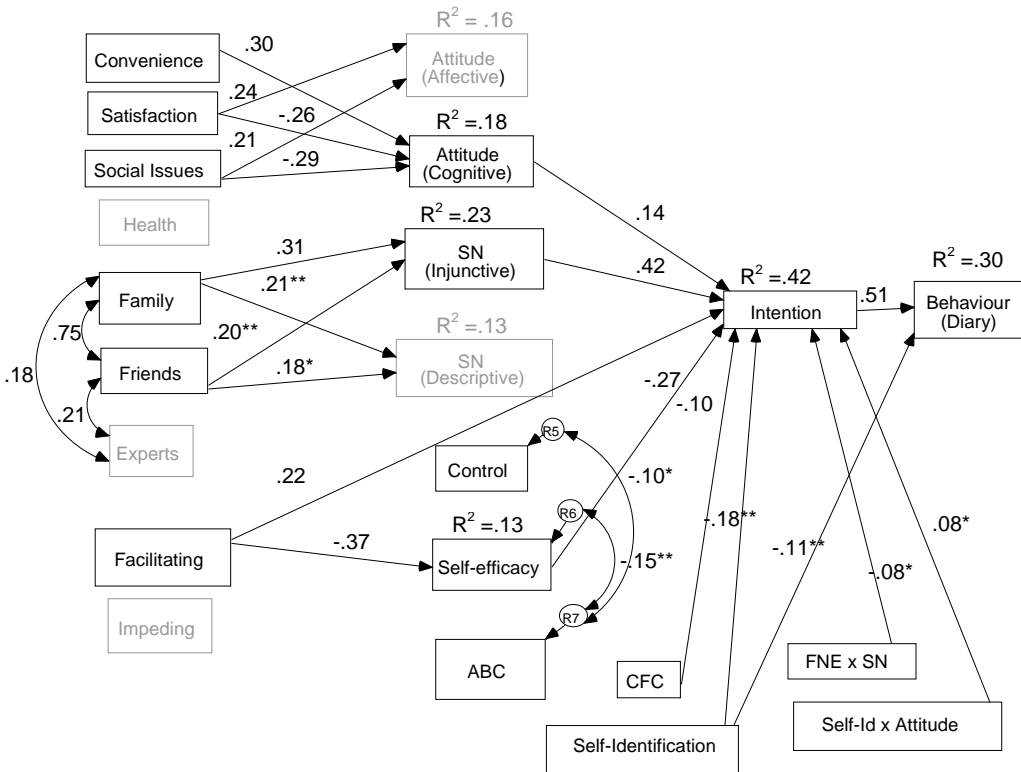 R2 = .16
Convenience
.30
Attitude
(Affective)
.24
Satisfaction
-.26
R2 =.18
.21
Attitude
(Cognitive)
Social Issues
-.29
Health
.14
R2 =.23
.31
SN
(Injunctive)
.42
R2 =.42
R2 =.30
Family
.21**
Intention
.51
Behaviour
(Diary)
.75
.20**
R2 =.13
SN
(Descriptive)
Friends
.18*
.18
-.27
-.10
.21
Experts
R5
.22
Control
-.10*
R6
R2 =.13
-.18**
.08*
Facilitating
-.37
Self-efficacy
-.15**
-.11**
-.08*
R7
Impeding
ABC
CFC
FNE x SN
Self-Id x Attitude
Self-Identification